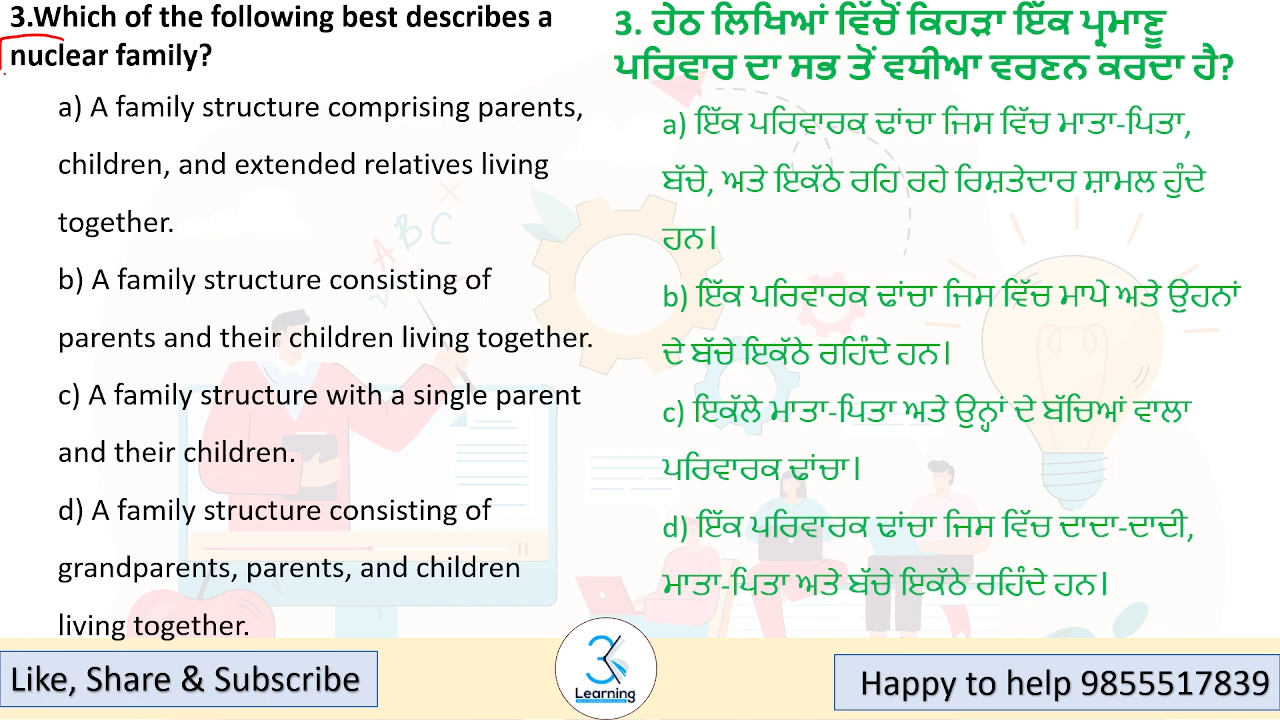 3.Which of the following best describes a
nuclear family?
a) A family structure comprising parents,
children, and extended relatives living
together.
b) A family structure consisting of
parents and their children living together.
c) A family structure with a single parent
and their children.
d) A family structure consisting of
grandparents, parents, and children
living together.
3. ਹੇਠ ਲਿਖਿਆਂ ਵਿੱਚੋਂ ਕਿਹੜਾ ਇੱਕ ਪ੍ਰਮਾਣੂ
ਪਰਿਵਾਰ ਦਾ ਸਭ ਤੋਂ ਵਧੀਆ ਵਰਣਨ ਕਰਦਾ ਹੈ?
a) ਇੱਕ ਪਰਿਵਾਰਕ ਢਾਂਚਾ ਜਿਸ ਵਿੱਚ ਮਾਤਾ-ਪਿਤਾ,
ਬੱਚੇ, ਅਤੇ ਇਕੱਠੇ ਰਹਿ ਰਹੇ ਰਿਸ਼ਤੇਦਾਰ ਸ਼ਾਮਲ ਹੁੰਦੇ
ਹਨ।
b) ਇੱਕ ਪਰਿਵਾਰਕ ਢਾਂਚਾ ਜਿਸ ਵਿੱਚ ਮਾਪੇ ਅਤੇ ਉਹਨਾਂ
ਦੇ ਬੱਚੇ ਇਕੱਠੇ ਰਹਿੰਦੇ ਹਨ।
c) ਇਕੱਲੇ ਮਾਤਾ-ਪਿਤਾ ਅਤੇ ਉਨ੍ਹਾਂ ਦੇ ਬੱਚਿਆਂ ਵਾਲਾ
ਪਰਿਵਾਰਕ ਢਾਂਚਾ।
d) ਇੱਕ ਪਰਿਵਾਰਕ ਢਾਂਚਾ ਜਿਸ ਵਿੱਚ ਦਾਦਾ-ਦਾਦੀ,
ਮਾਤਾ-ਪਿਤਾ ਅਤੇ ਬੱਚੇ ਇਕੱਠੇ ਰਹਿੰਦੇ ਹਨ।
ABC
Like, Share & Subscribe
3
Learning
Happy to help 9855517839